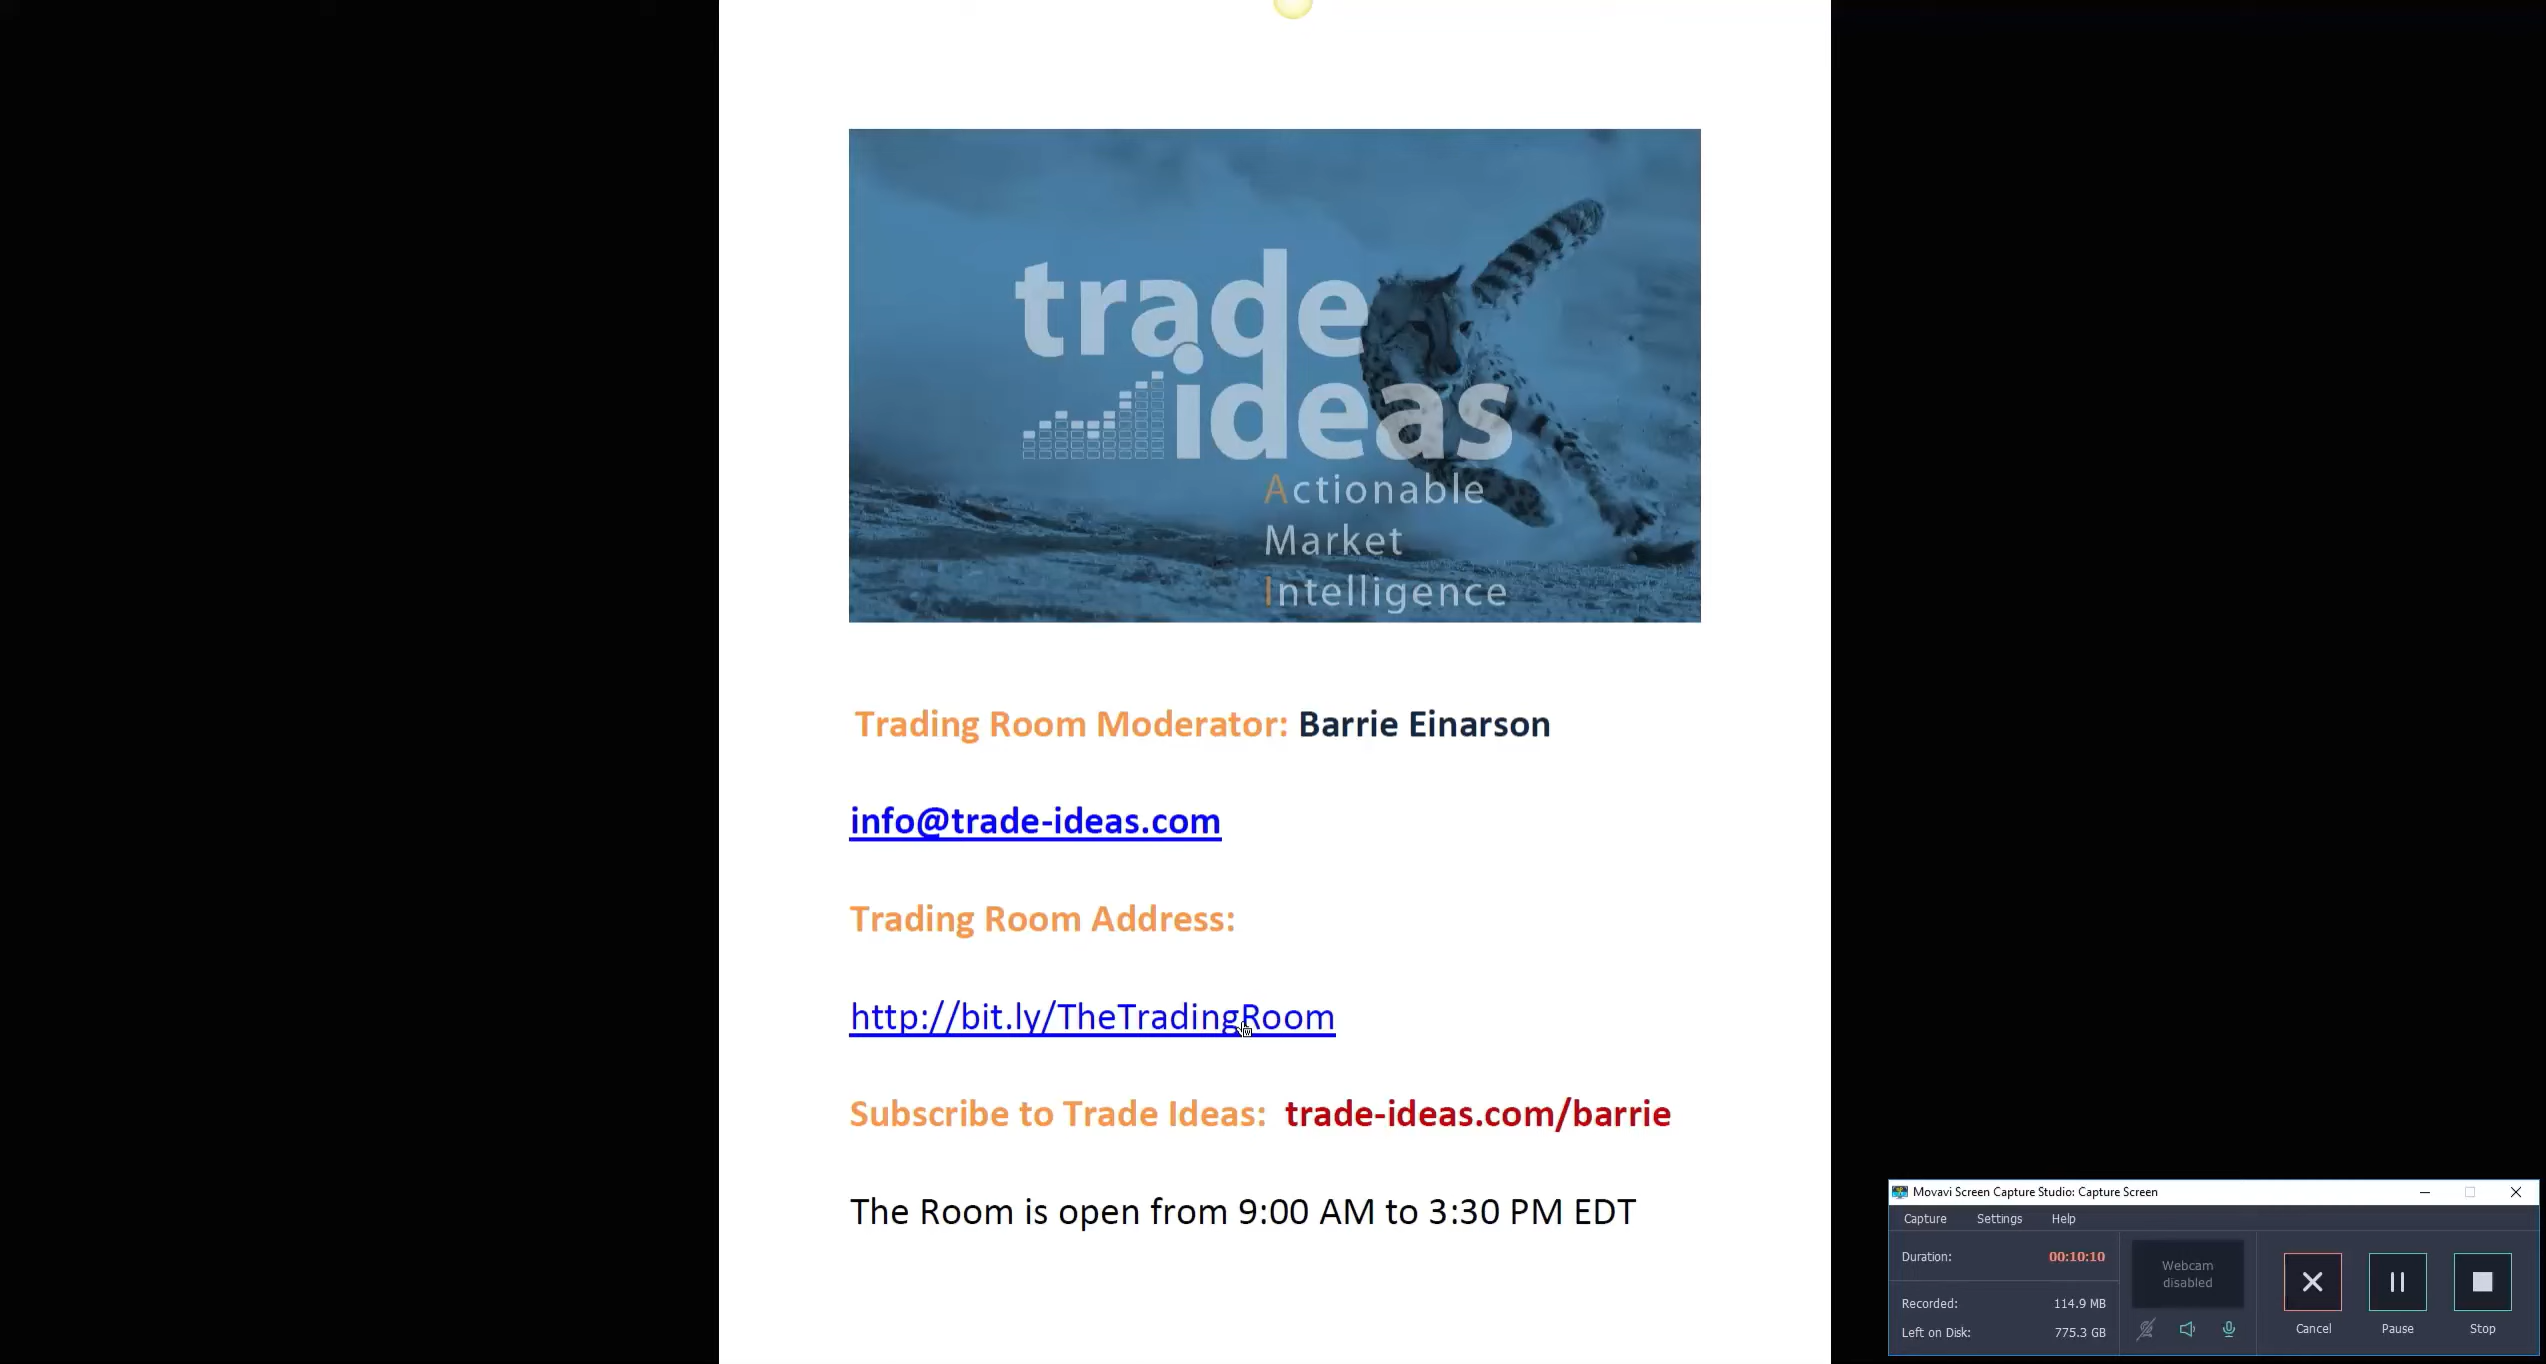 trade
ideas
Actionable
Market
Intelligence
Trading Room Moderator: Barrie Einarson
info@trade-ideas.com
Trading Room Address:
http://bit.ly/TheTradingRoom
Subscribe to Trade Ideas: trade-ideas.com/barrie
The Room is open from 9:00 AM to 3:30 PM EDT
Movavi Screen Capture Studio: Capture Screen
Capture Settings Help
Duration: 00:10:10
Recorded: 114.9 MB
Left on Disk: 775.3 GB
Webcam
disabled
Cancel Pause Stop